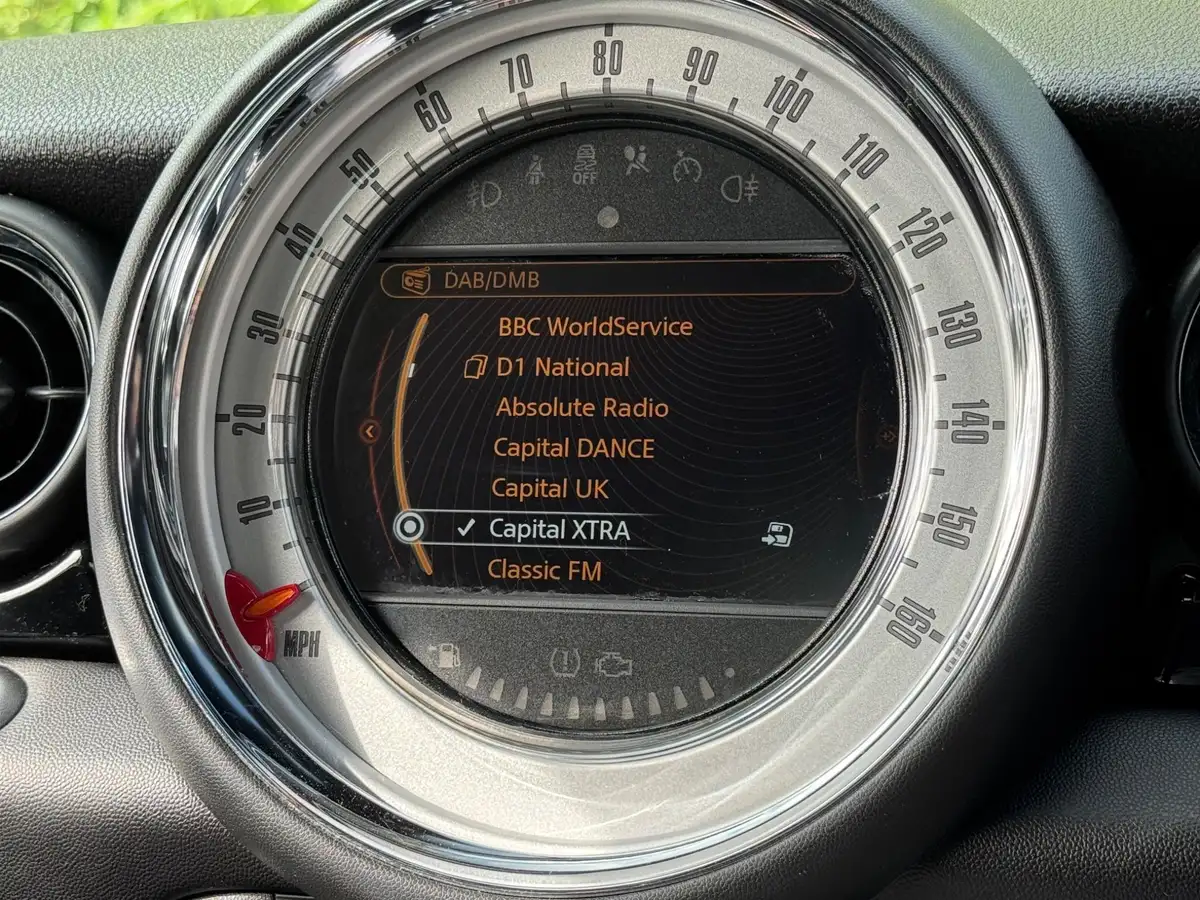 80
70
90
60
100
50
110
OFF
40
120
DAB/DMB
30
BBC WorldService
130
D1 National
Absolute Radio
20
140
Capital DANCE
Capital UK
10
Capital XTRA
150
Classic FM
160
MPH